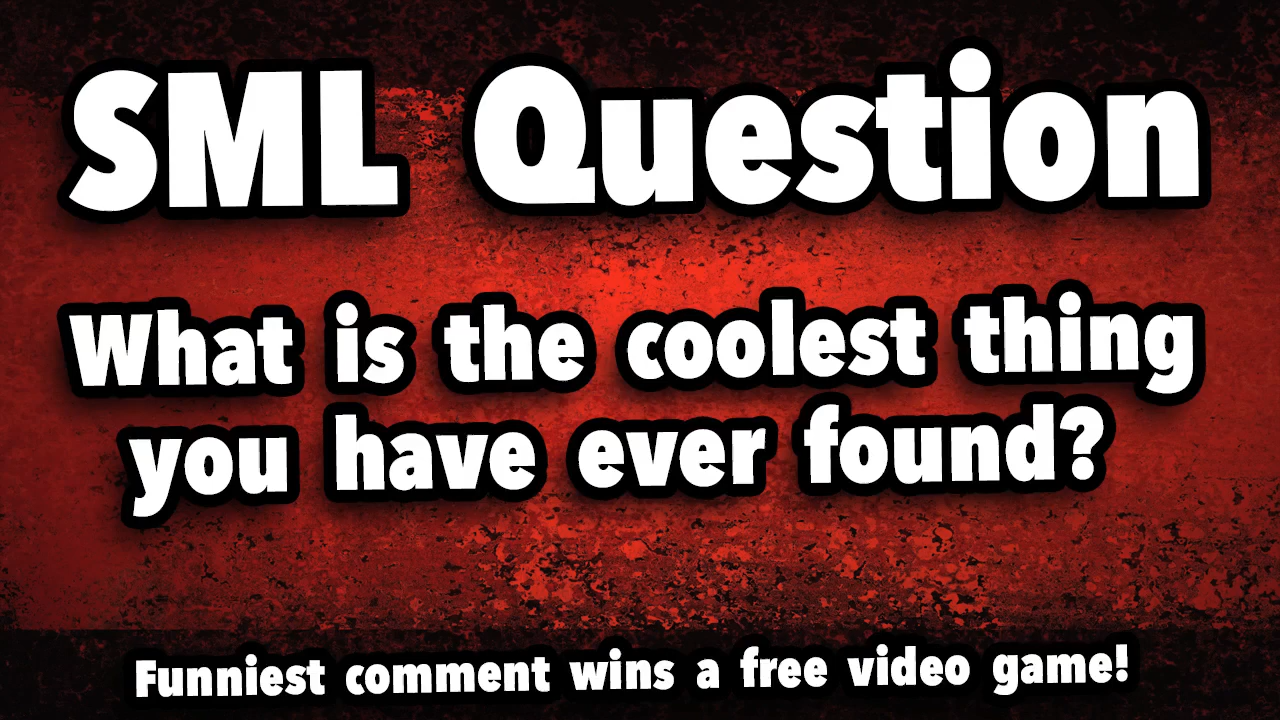 SML Question
What is the coolest thing
you have ever found?
Funniest comment wins a free video game!